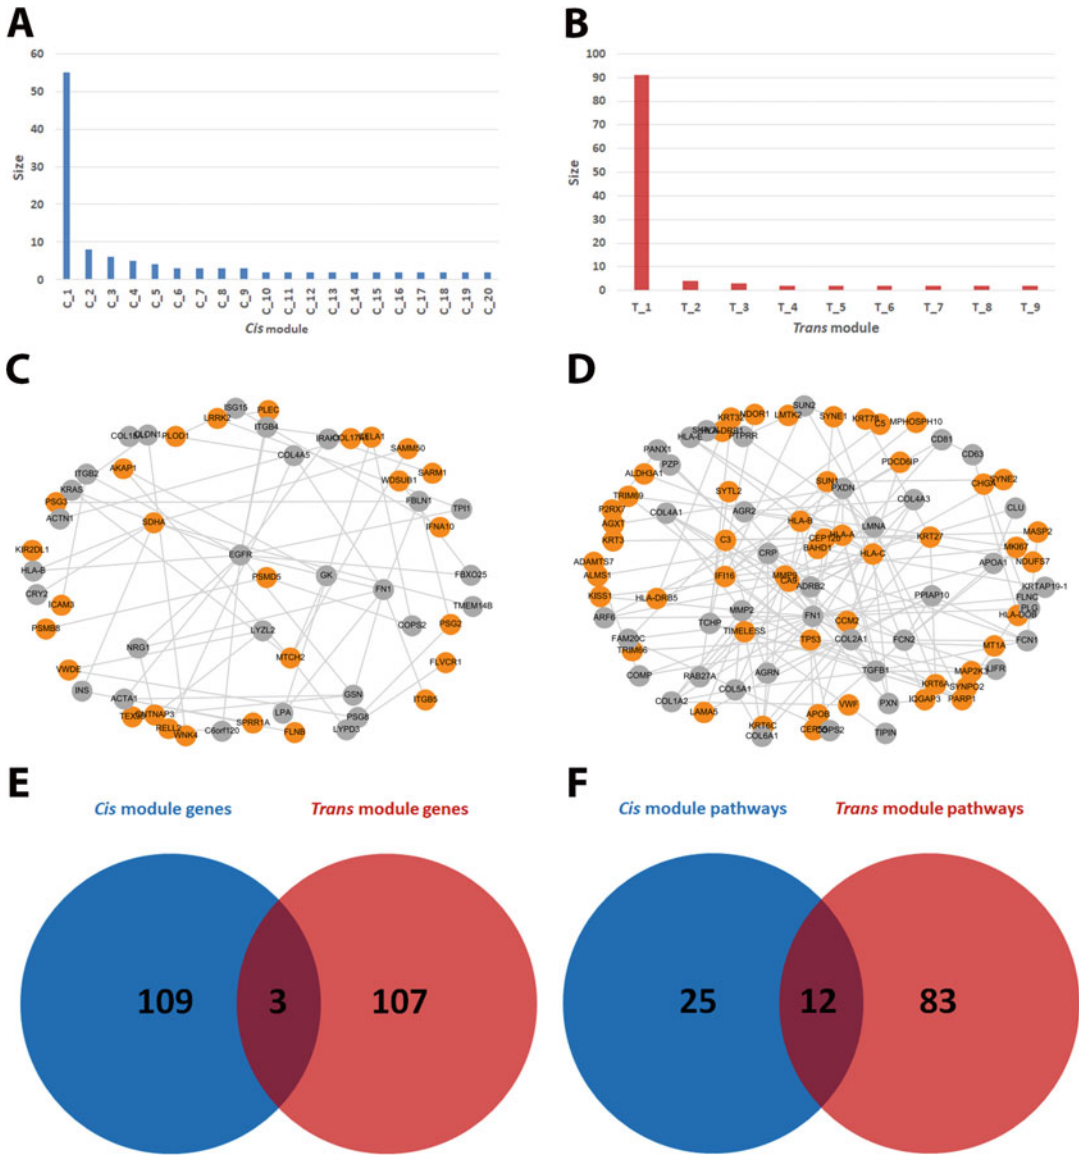 A
B
60
50
40
30
20
10
0
Size
C_1
C_2
C_3
C_4
C_5
C_6
C_7
C_8
C_9
C_10
C_11
C_12
C_13
C_14
C_15
C_16
C_17
C_18
C_19
C_20
Cis module
100
90
80
70
60
50
40
30
20
10
0
Size
T_1
T_2
T_3
T_4
T_5
T_6
T_7
T_8
T_9
Trans module
C
D
ISG15
PLEC
LRRK2
ITGB4
PLOD1
SAMM50
COL4A5
AKAP1
ITGB2
SARM1
WDSUB1
KRAS
PSG3
FBLN1
TPI1
ACTN1
SDHA
IFNA10
KIR2DL1
EGFR
HLA-B
PSMD5
GK
FBXO25
CRY2
FN1
ICAM3
TMEM14B
PSMB8
COPS2
PSG2
LYZL2
NRG1
MTCH2
FLVCR1
VWDE
INS
ACTA1
GSN
ITGB5
LPA
PSG8
RELL2
SPRR1A
LYPD3
WNK4
C6orf120
FLNB
SUN2
KRT32
NDOR1
LMTK2
SYNE1
KRT75
C5
MPHOSPH10
PTPRR
CD81
PANX1
CD63
PZP
PDCD6IP
ALDH3A1
SUN1
PXDN
CHGA
SYNE2
TRIM69
SYTL2
COL4A3
P2RX7
COL4A1
AGR2
CLU
AGXT
HLA-B
LMNA
MASP2
KRT3
C3
CEP120
HLA-A
KRT27
BAHD1
MKI67
ADAMTS7
CRP
HLA-C
APOA1
NDUFS7
ALMS1
IFI16
MMP9
CA9
ADRB2
KRTAP19-1
KISS1
HLA-DRB5
PPIAP10
FLNC
PLG
MMP2
HLA-DOB
ARF6
TCHP
FN1
CCM2
TIMELESS
FAM20C
TP53
COL2A1
FCN2
FCN1
TRIM66
MT1A
COMP
RAB27A
AGRN
TGFB1
MAP2K3
LIFR
COL5A1
KRT6A
SYNPO2
COL1A2
PXN
IQGAP3
PARP1
LAMA5
VWF
APOB
KRT6C
COPS2
TIPIN
COL6A1
E
F
Cis module genes
Trans module genes
Cis module pathways
Trans module pathways
109
3
107
25
12
83